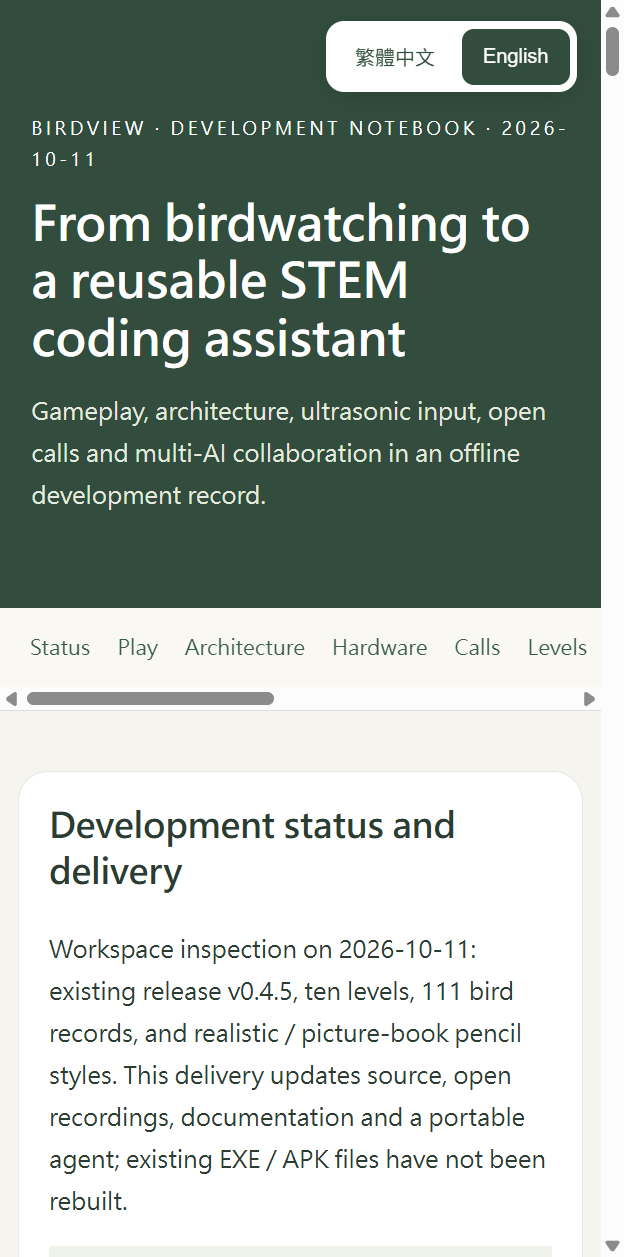 繁體中文 English
BIRDVIEW · DEVELOPMENT NOTEBOOK · 2026-
10-11
From birdwatching to
a reusable STEM
coding assistant
Gameplay, architecture, ultrasonic input, open
calls and multi-AI collaboration in an offline
development record.
Status Play Architecture Hardware Calls Levels
Development status and
delivery
Workspace inspection on 2026-10-11:
existing release v0.4.5, ten levels, 111 bird
records, and realistic / picture-book pencil
styles. This delivery updates source, open
recordings, documentation and a portable
agent; existing EXE / APK files have not been
rebuilt.